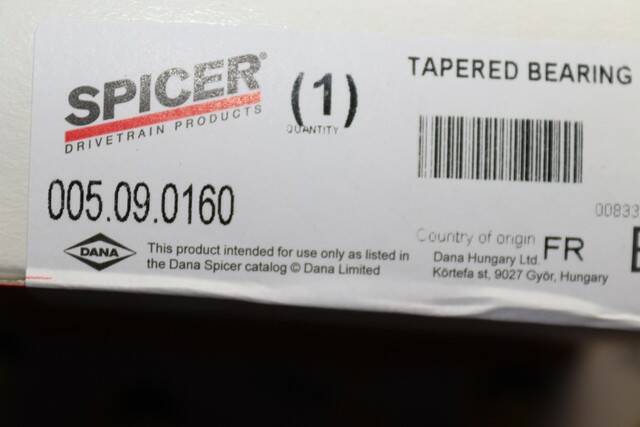 SPICER®
DRIVETRAIN PRODUCTS
(1)
QUANTITY
TAPERED BEARING
005.09.0160
00833
DANA
This product intended for use only as listed in
the Dana Spicer catalog © Dana Limited
Country of origin FR
Dana Hungary Ltd
Körtefa st, 9027 Győr, Hungary